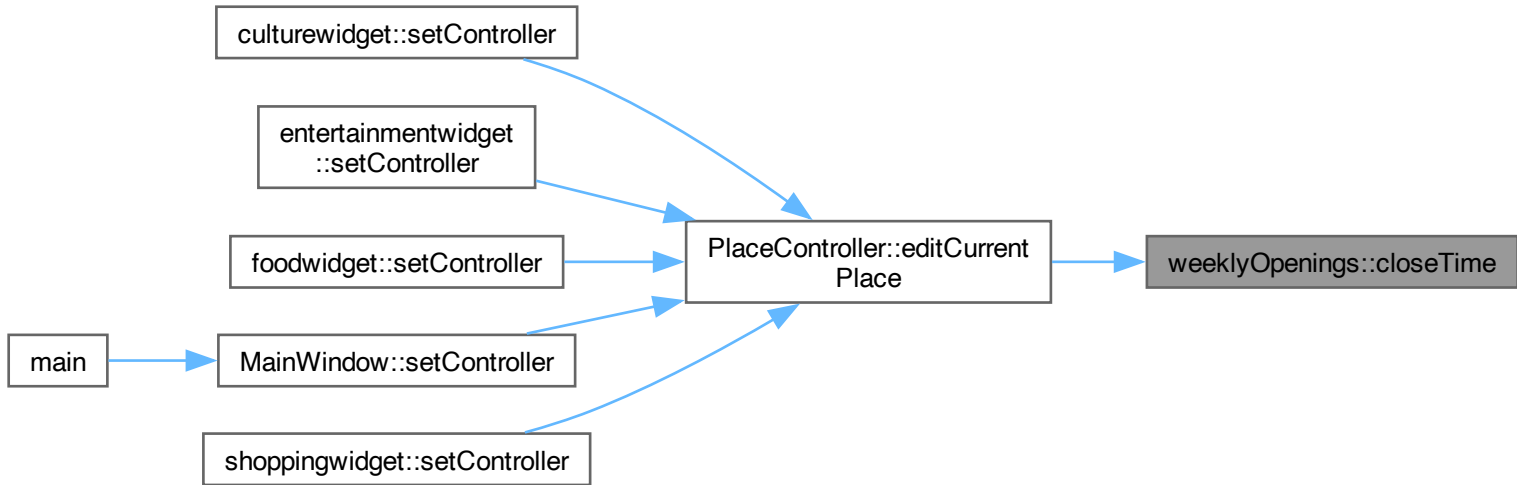 culturewidget::setController
entertainmentwidget
::setController
foodwidget::setController
main
MainWindow::setController
shoppingwidget::setController
PlaceController::editCurrent
Place
weeklyOpenings::closeTime